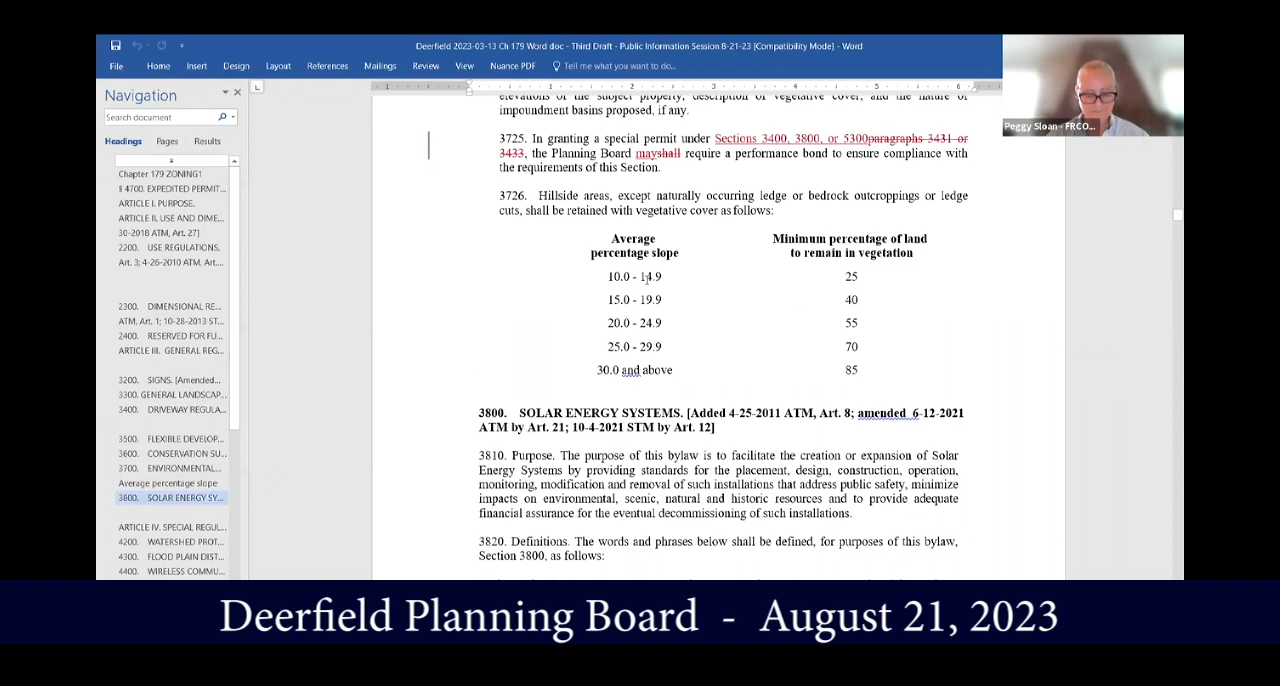 Deerfield 2023-03-13 Ch 179 Word doc - Third Draft - Public Information Session 8-21-23 [Compatibility Mode] - Word
File Home Insert Design Layout References Mailings Review View Nuance PDF Tell me what you want to do...
Navigation
Search document
Headings Pages Results
Chapter 179 ZONING1
§ 4700. EXPEDITED PERMIT...
ARTICLE I. PURPOSE.
ARTICLE II. USE AND DIME...
30-2018 ATM, Art. 27]
2200. USE REGULATIONS.
Art. 3; 4-26-2010 ATM, Art....
2300. DIMENSIONAL RE...
ATM, Art. 1; 10-28-2013 ST...
2400. RESERVED FOR FU...
ARTICLE III. GENERAL REG...
3200. SIGNS. [Amended...
3300. GENERAL LANDSCAP...
3400. DRIVEWAY REGULA...
3500. FLEXIBLE DEVELOP...
3600. CONSERVATION SU...
3700. ENVIRONMENTAL...
Average percentage slope
3800. SOLAR ENERGY SY...
ARTICLE IV. SPECIAL REGUL...
4200. WATERSHED PROT...
4300. FLOOD PLAIN DIST...
4400. WIRELESS COMMU...
elevations of the subject property, description of vegetative cover, and the nature of
impoundment basins proposed, if any.
3725. In granting a special permit under Sections 3400, 3800, or 5300paragraphs 3431 or
3433, the Planning Board mayshall require a performance bond to ensure compliance with
the requirements of this Section.
3726. Hillside areas, except naturally occurring ledge or bedrock outcroppings or ledge
cuts, shall be retained with vegetative cover as follows:
Average Minimum percentage of land
percentage slope to remain in vegetation
10.0 - 14.9 25
15.0 - 19.9 40
20.0 - 24.9 55
25.0 - 29.9 70
30.0 and above 85
3800. SOLAR ENERGY SYSTEMS. [Added 4-25-2011 ATM, Art. 8; amended 6-12-2021
ATM by Art. 21; 10-4-2021 STM by Art. 12]
3810. Purpose. The purpose of this bylaw is to facilitate the creation or expansion of Solar
Energy Systems by providing standards for the placement, design, construction, operation,
monitoring, modification and removal of such installations that address public safety, minimize
impacts on environmental, scenic, natural and historic resources and to provide adequate
financial assurance for the eventual decommissioning of such installations.
3820. Definitions. The words and phrases below shall be defined, for purposes of this bylaw,
Section 3800, as follows:
Peggy Sloan - FRCO...
Deerfield Planning Board - August 21, 2023